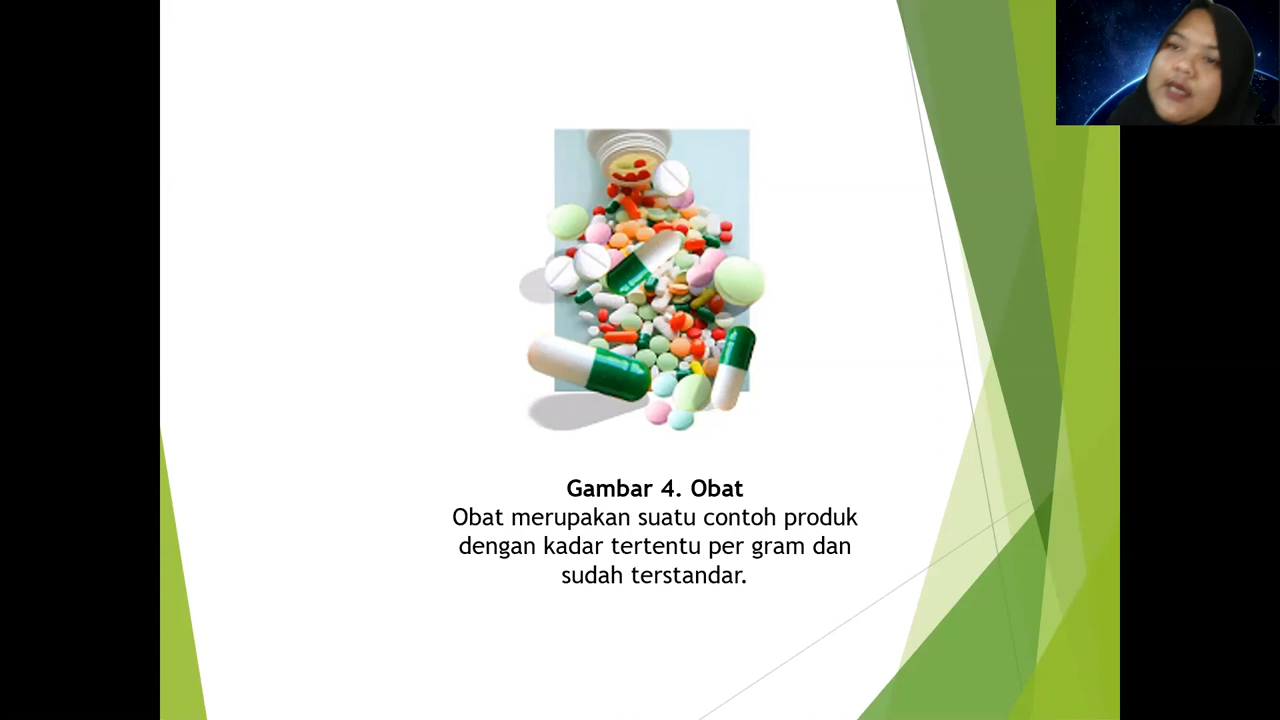 Gambar 4. Obat
Obat merupakan suatu contoh produk
dengan kadar tertentu per gram dan
sudah terstandar.